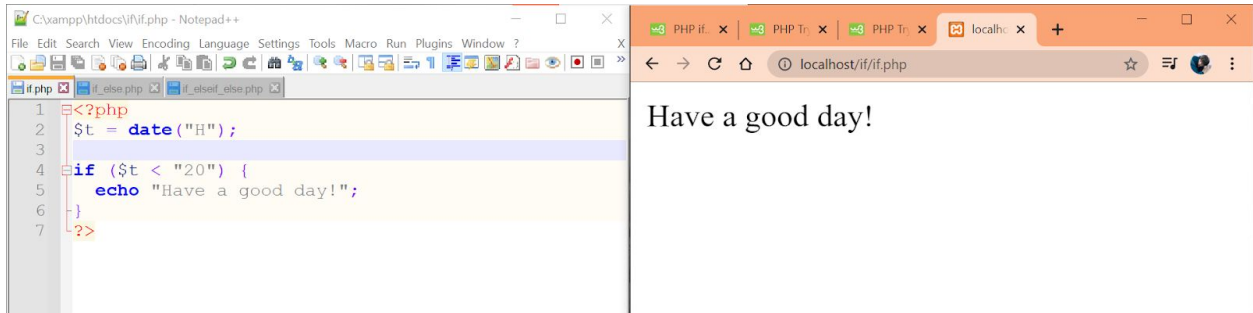 C:\xampp\htdocs\if\if.php - Notepad++
File Edit Search View Encoding Language Settings Tools Macro Run Plugins Window ? X
if.php if_else.php if_elseif_else.php
1 <?php
2 $t = date("H");
3
4 if ($t < "20") {
5 echo "Have a good day!";
6 }
7 ?>
PHP if.. PHP Try PHP Try localho
localhost/if/if.php
Have a good day!